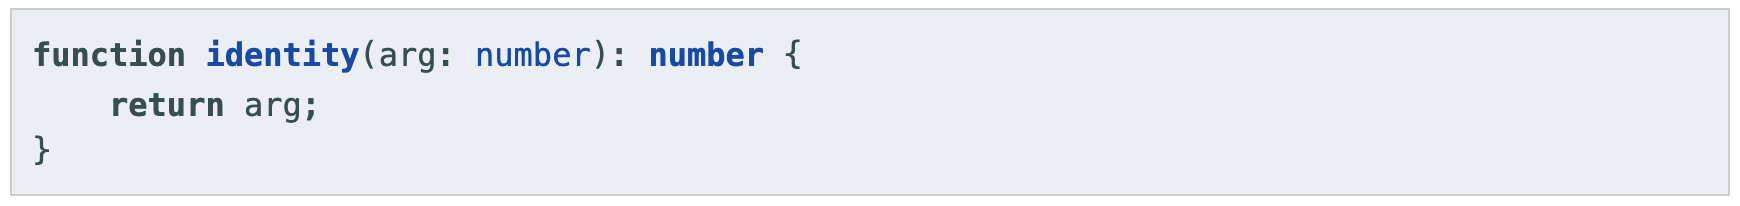 function identity(arg: number): number {
    return arg;
}